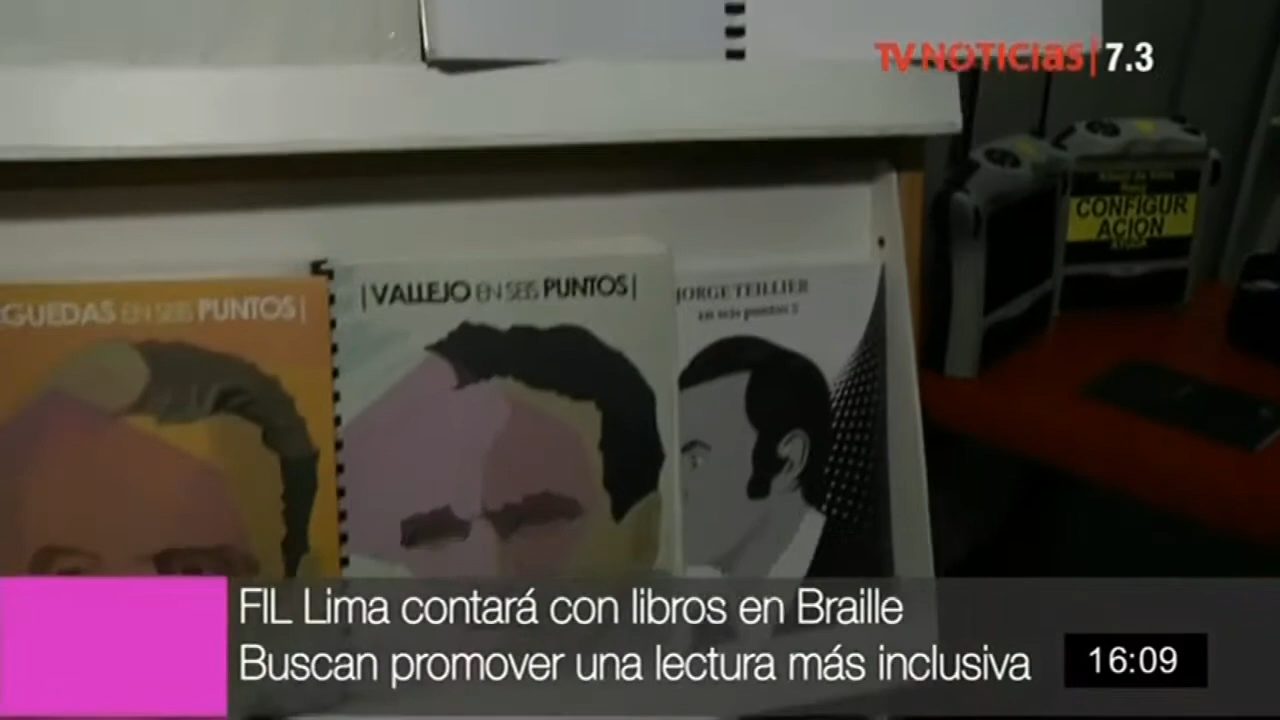 TV NOTICIAS | 7.3
CONFIGUR
ACION
GUEDAS EN SEIS PUNTOS |
| VALLEJO EN SEIS PUNTOS |
JORGE TEILLIER
en seis puntos
FIL Lima contará con libros en Braille
Buscan promover una lectura más inclusiva
16:09